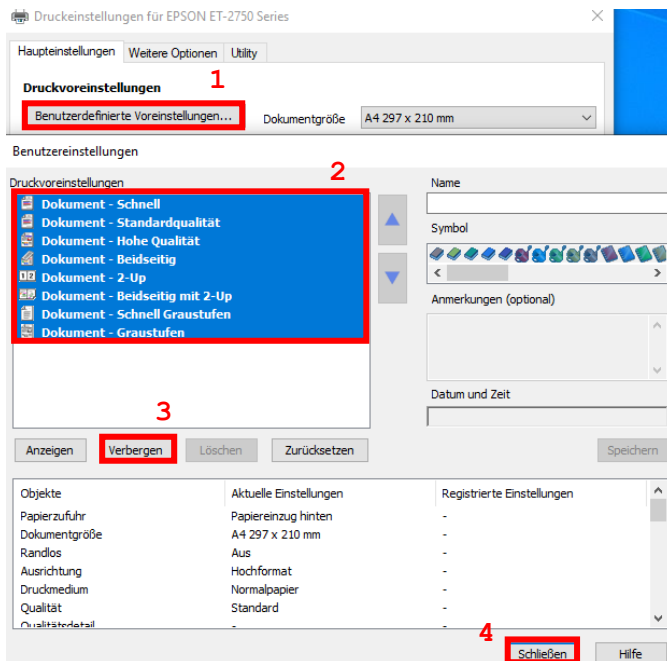 Druckeinstellungen für EPSON ET-2750 Series
Haupteinstellungen Weitere Optionen Utility
1
Druckvoreinstellungen
Benutzerdefinierte Voreinstellungen... Dokumentgröße A4 297 x 210 mm
Benutzereinstellungen
2
Druckvoreinstellungen
Dokument - Schnell
Dokument - Standardqualität
Dokument - Hohe Qualität
Dokument - Beidseitig
Dokument - 2-Up
Dokument - Beidseitig mit 2-Up
Dokument - Schnell Graustufen
Dokument - Graustufen
Name
Symbol
Anmerkungen (optional)
Datum und Zeit
3
Anzeigen Verbergen Löschen Zurücksetzen Speichern
Objekte Aktuelle Einstellungen Registrierte Einstellungen
Papierzufuhr Papiereinzug hinten -
Dokumentgröße A4 297 x 210 mm -
Randlos Aus -
Ausrichtung Hochformat -
Druckmedium Normalpapier -
Qualität Standard -
Qualitätsdetail - -
4
Schließen Hilfe